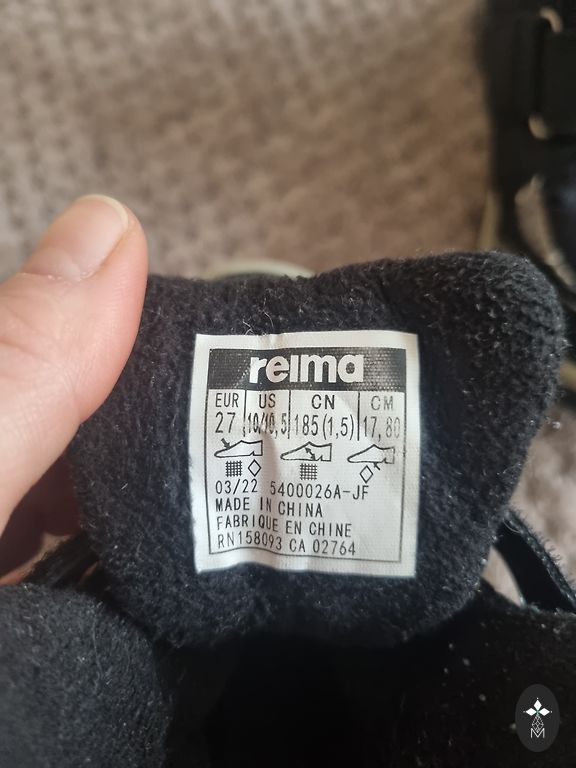 reima
EUR US CN CM
27 10/10,5 185(1,5) 17,80
03/22 5400026A-JF
MADE IN CHINA
FABRIQUE EN CHINE
RN158093 CA 02764
M